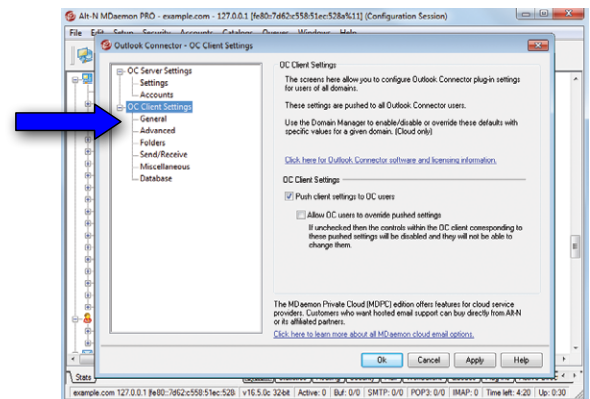 Alt-N MDaemon PRO - example.com - 127.0.0.1 [fe80::7d62:c558:51ec:528a%11] (Configuration Session)
File Edit Setup Security Accounts Catalogs Queues Windows Help
Outlook Connector - OC Client Settings
OC Server Settings
Settings
Accounts
OC Client Settings
General
Advanced
Folders
Send/Receive
Miscellaneous
Database
OC Client Settings
The screens here allow you to configure Outlook Connector plug-in settings
for users of all domains.
These settings are pushed to all Outlook Connector users.
Use the Domain Manager to enable/disable or override these defaults with
specific values for a given domain. (Cloud only)
Click here for Outlook Connector software and licensing information.
OC Client Settings
Push client settings to OC users
Allow OC users to override pushed settings
If unchecked then the controls within the OC client corresponding to
these pushed settings will be disabled and they will not be able to
change them.
The MDaemon Private Cloud (MDPC) edition offers features for cloud service
providers. Customers who want hosted email support can buy directly from Alt-N
or its affiliated partners.
Click here to learn more about all MDaemon cloud email options.
Ok Cancel Apply Help
Stats
example.com 127.0.0.1 [fe80::7d62:c558:51ec:528 v16.5.0c 32-bit Active: 0 Buf: 0/0 SMTP: 0/0 POP3: 0/0 IMAP: 0 Time left: 4:20 Up: 0:30